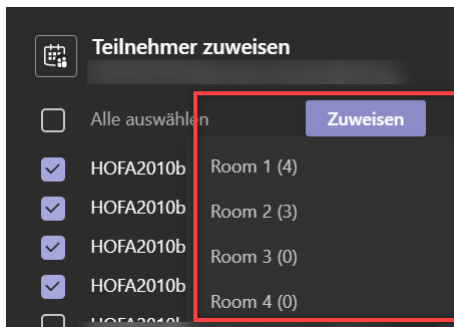 Teilnehmer zuweisen
Alle auswählen
Zuweisen
HOFA2010b
Room 1 (4)
HOFA2010b
Room 2 (3)
HOFA2010b
Room 3 (0)
HOFA2010b
Room 4 (0)